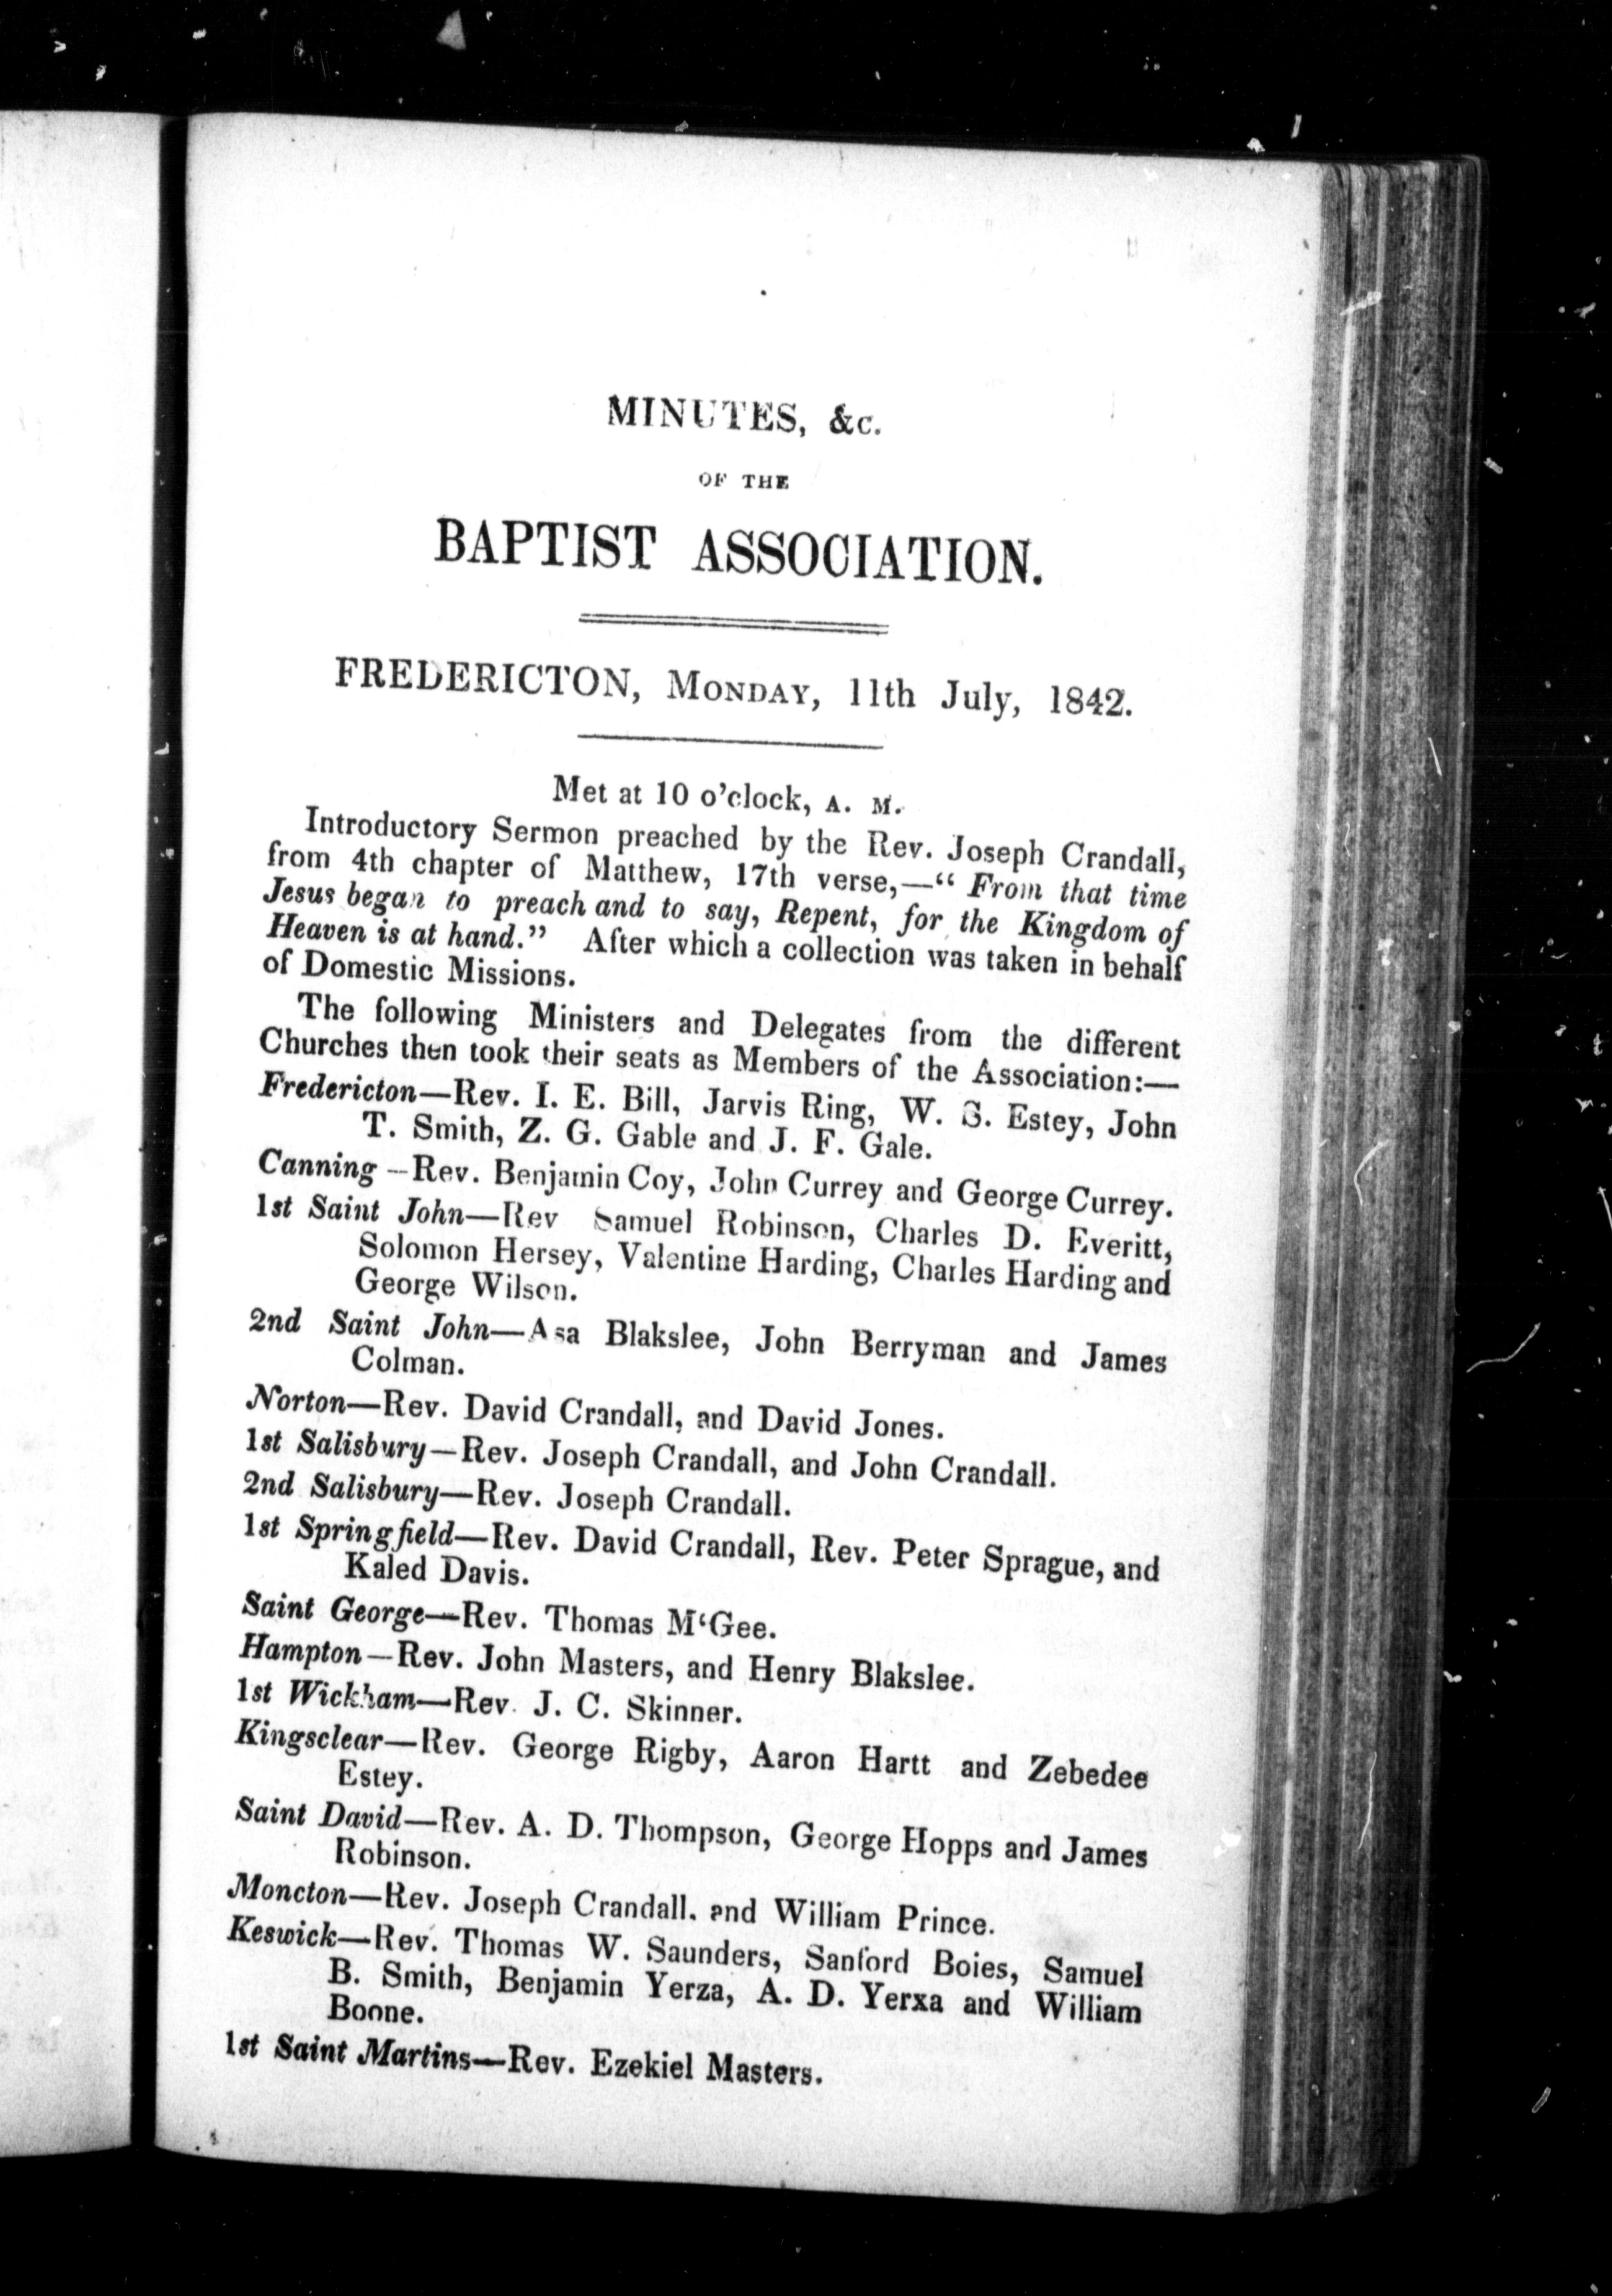 MINUTES, &c.
OF THE
BAPTIST ASSOCIATION.
FREDERICTON, MONDAY, 11th July, 1842.
Met at 10 o'clock, A. M.
Introductory Sermon preached by the Rev. Joseph Crandall,
from 4th chapter of Matthew, 17th verse,—“ From that time
Jesus began to preach and to say, Repent, for the Kingdom of
Heaven is at hand.” After which a collection was taken in behalf
of Domestic Missions.
The following Ministers and Delegates from the different
Churches then took their seats as Members of the Association:—
Fredericton—Rev. I. E. Bill, Jarvis Ring, W. S. Estey, John
T. Smith, Z. G. Gable and J. F. Gale.
Canning—Rev. Benjamin Coy, John Currey and George Currey.
1st Saint John—Rev Samuel Robinson, Charles D. Everitt,
Solomon Hersey, Valentine Harding, Charles Harding and
George Wilson.
2nd Saint John—Asa Blakslee, John Berryman and James
Colman.
Norton—Rev. David Crandall, and David Jones.
1st Salisbury—Rev. Joseph Crandall, and John Crandall.
2nd Salisbury—Rev. Joseph Crandall.
1st Springfield—Rev. David Crandall, Rev. Peter Sprague, and
Kaled Davis.
Saint George—Rev. Thomas M‘Gee.
Hampton—Rev. John Masters, and Henry Blakslee.
1st Wickham—Rev. J. C. Skinner.
Kingsclear—Rev. George Rigby, Aaron Hartt and Zebedee
Estey.
Saint David—Rev. A. D. Thompson, George Hopps and James
Robinson.
Moncton—Rev. Joseph Crandall. and William Prince.
Keswick—Rev. Thomas W. Saunders, Sanford Boies, Samuel
B. Smith, Benjamin Yerza, A. D. Yerxa and William
Boone.
1st Saint Martins—Rev. Ezekiel Masters.